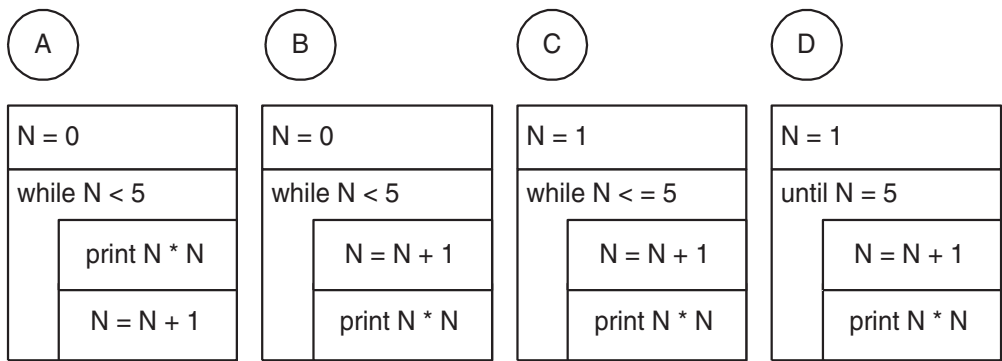 A
B
C
D
N = 0
while N < 5
print N * N
N = N + 1
N = 0
while N < 5
N = N + 1
print N * N
N = 1
while N < = 5
N = N + 1
print N * N
N = 1
until N = 5
N = N + 1
print N * N